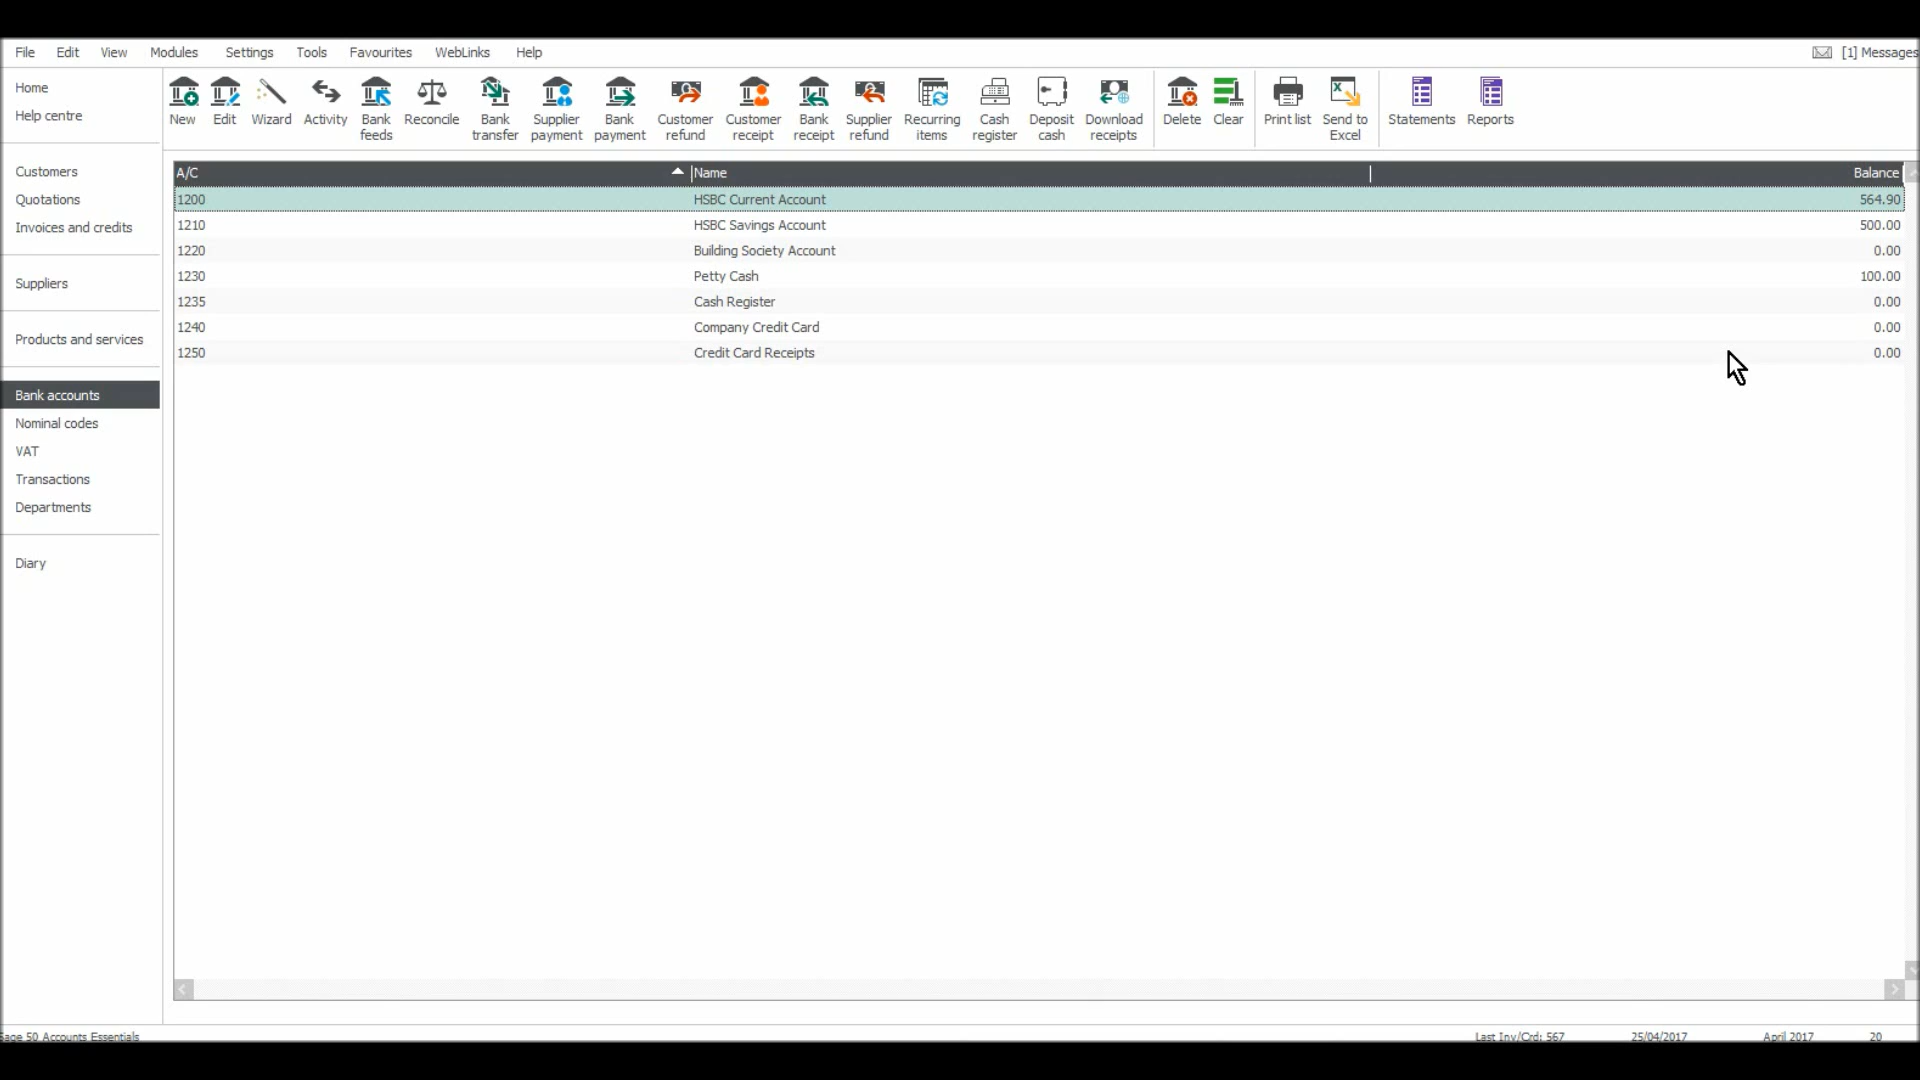 File Edit View Modules Settings Tools Favourites WebLinks Help [1] Messages
Home
Help centre
Customers
Quotations
Invoices and credits
Suppliers
Products and services
Bank accounts
Nominal codes
VAT
Transactions
Departments
Diary
New
Edit
Wizard
Activity
Bank
feeds
Reconcile
Bank
transfer
Supplier
payment
Bank
payment
Customer
refund
Customer
receipt
Bank
receipt
Supplier
refund
Recurring
items
Cash
register
Deposit
cash
Download
receipts
Delete
Clear
Print list
Send to
Excel
Statements
Reports
A/C Name Balance
1200 HSBC Current Account 564.90
1210 HSBC Savings Account 500.00
1220 Building Society Account 0.00
1230 Petty Cash 100.00
1235 Cash Register 0.00
1240 Company Credit Card 0.00
1250 Credit Card Receipts 0.00
Sage 50 Accounts Essentials Last Inv/Crd: 567 25/04/2017 April 2017 20